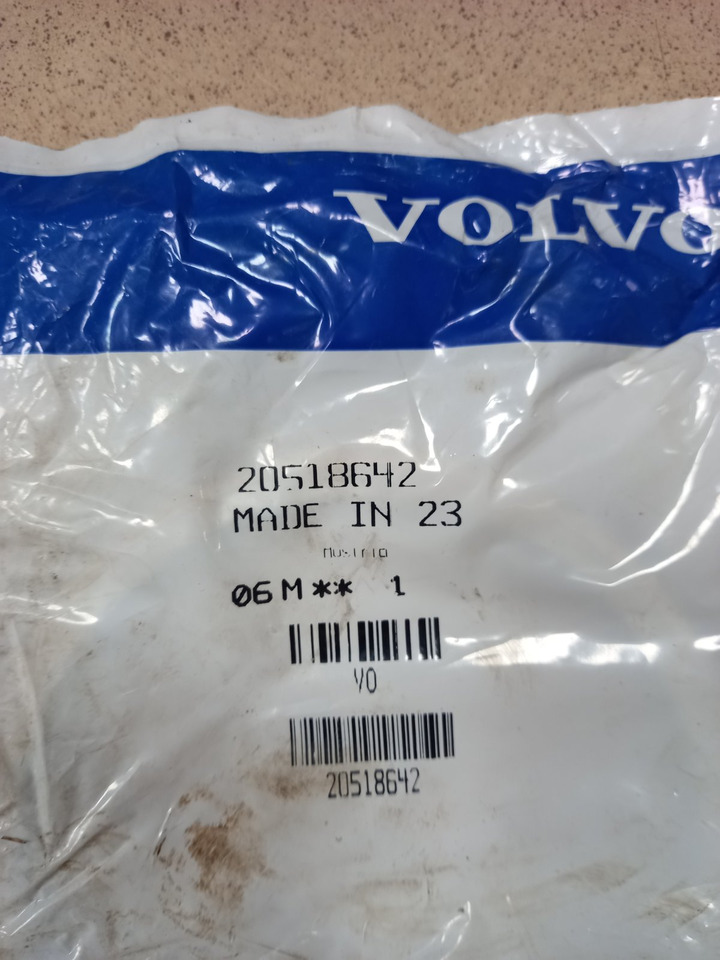 VOLVO
20518642
MADE IN 23
Austria
06 M ** 1
VO
20518642